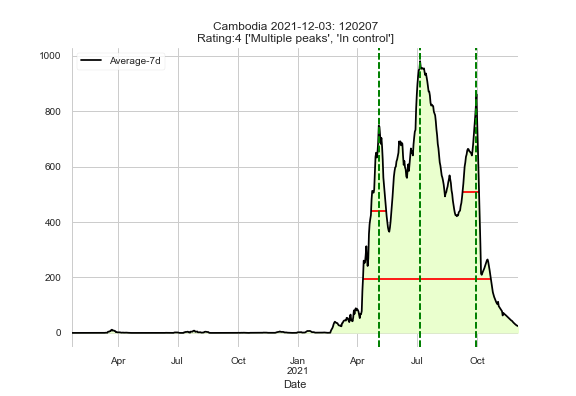 Cambodia 2021-12-03: 120207
Rating:4 ['Multiple peaks', 'In control']
Average-7d
1000
800
600
400
200
0
Apr Jul Oct Jan Apr Jul Oct
2021
Date